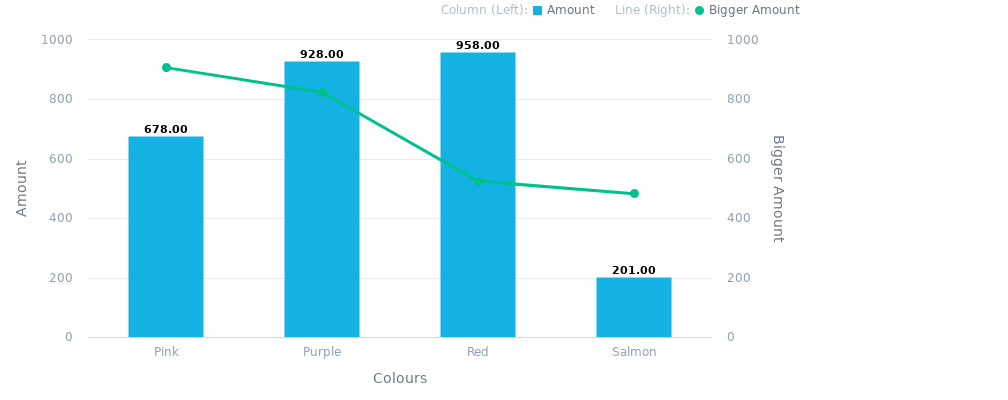 Column (Left): Amount Line (Right): Bigger Amount
1000 1000
958.00
928.00
800 800
678.00
600 600
400 400
201.00
200 200
0 0
Amount
Bigger Amount
Pink Purple Red Salmon
Colours